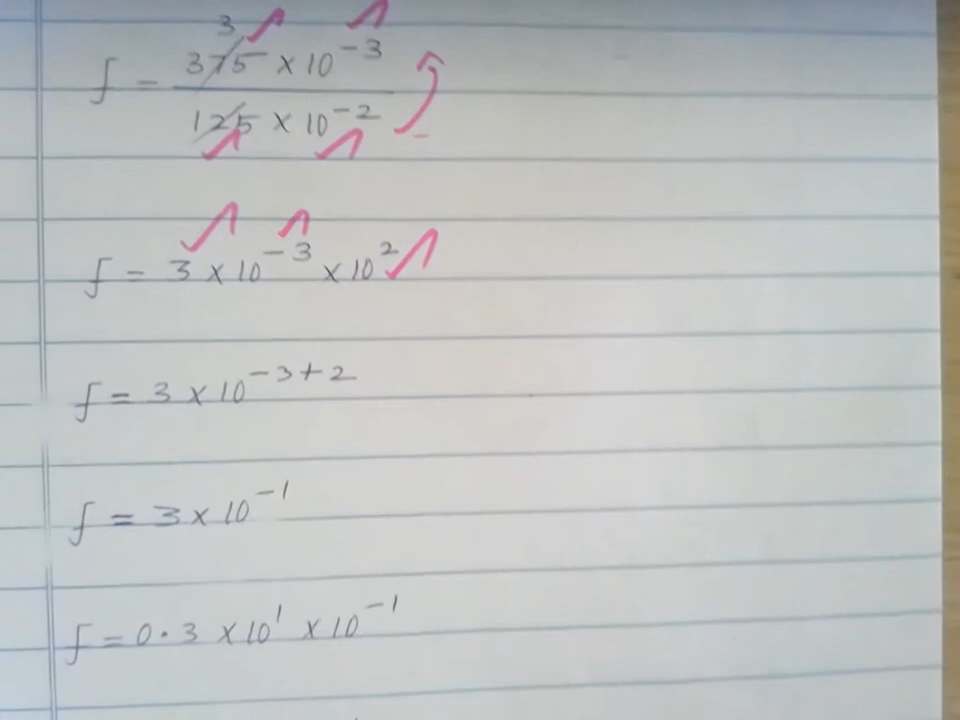 3
f = 375 × 10⁻³
125 × 10⁻²
f = 3 × 10⁻³ × 10²
f = 3 × 10⁻³⁺²
f = 3 × 10⁻¹
f = 0·3 × 10¹ × 10⁻¹